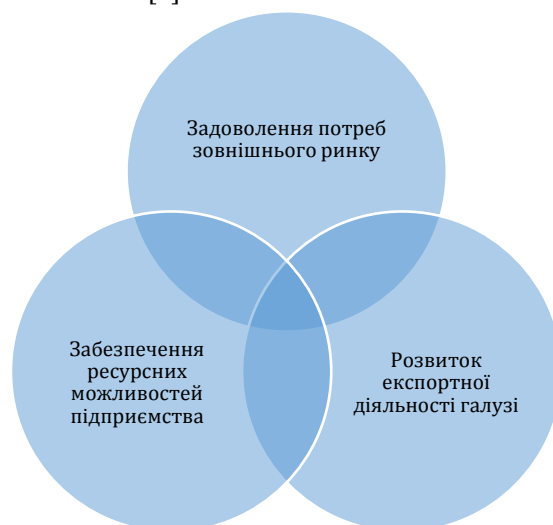 Задоволення потреб
зовнішнього ринку
Забезпечення
ресурсних
можливостей
підприємства
Розвиток
експортної
діяльності галузі